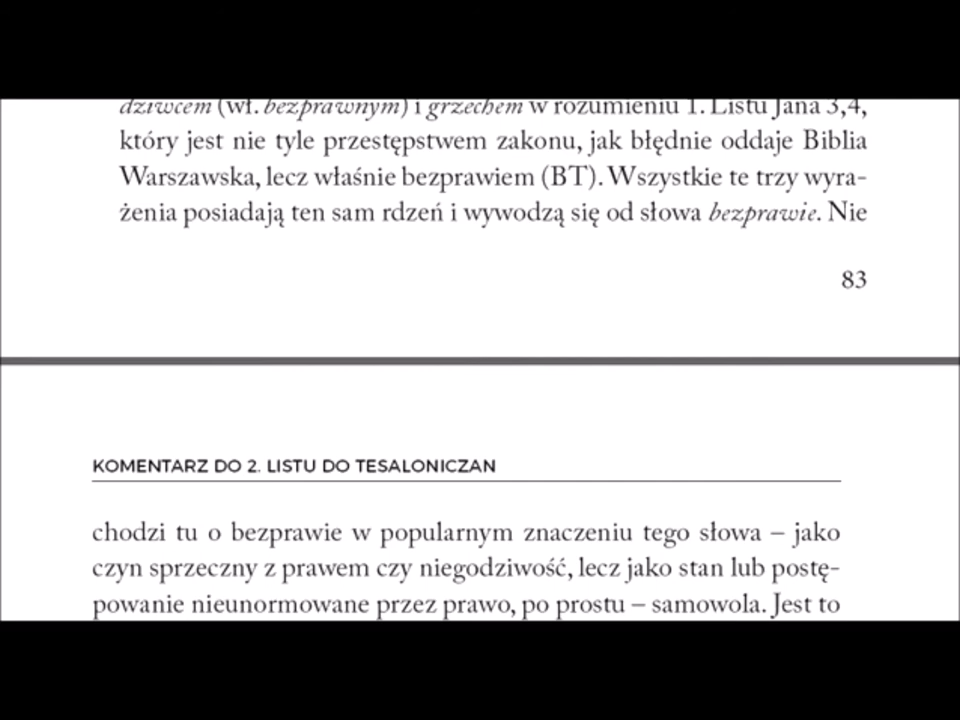 dziwcem (wł. bezprawnym) i grzechem w rozumieniu 1. Listu Jana 3,4,
który jest nie tyle przestępstwem zakonu, jak błędnie oddaje Biblia
Warszawska, lecz właśnie bezprawiem (BT). Wszystkie te trzy wyra-
żenia posiadają ten sam rdzeń i wywodzą się od słowa bezprawie. Nie
83
KOMENTARZ DO 2. LISTU DO TESALONICZAN
chodzi tu o bezprawie w popularnym znaczeniu tego słowa – jako
czyn sprzeczny z prawem czy niegodziwość, lecz jako stan lub postę-
powanie nieunormowane przez prawo, po prostu – samowola. Jest to